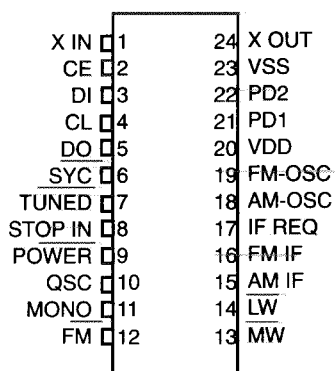 X IN 1 24 X OUT
CE 2 23 VSS
DI 3 22 PD2
CL 4 21 PD1
DO 5 20 VDD
SYC 6 19 FM-OSC
TUNED 7 18 AM-OSC
STOP IN 8 17 IF REQ
POWER 9 16 FM IF
QSC 10 15 AM IF
MONO 11 14 LW
FM 12 13 MW